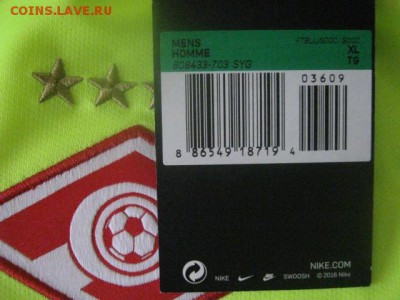 COINS.ЛАВЕ.RU
MENS
HOMME
808433-703 SYG
XL
TG
03609
8 86549 18719 4
NIKE.COM
NIKE
SWOOSH
© 2016 Nike